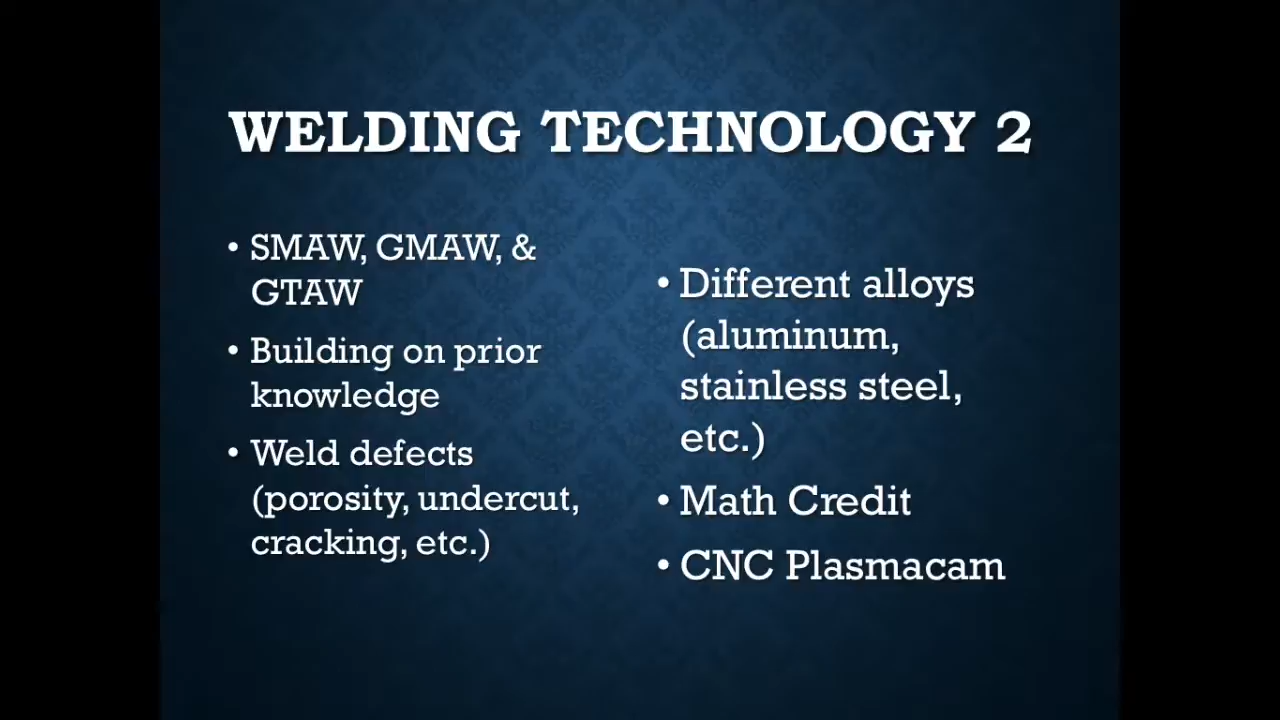 WELDING TECHNOLOGY 2
• SMAW, GMAW, &
GTAW
• Building on prior
knowledge
• Weld defects
(porosity, undercut,
cracking, etc.)
• Different alloys
(aluminum,
stainless steel,
etc.)
• Math Credit
• CNC Plasmacam